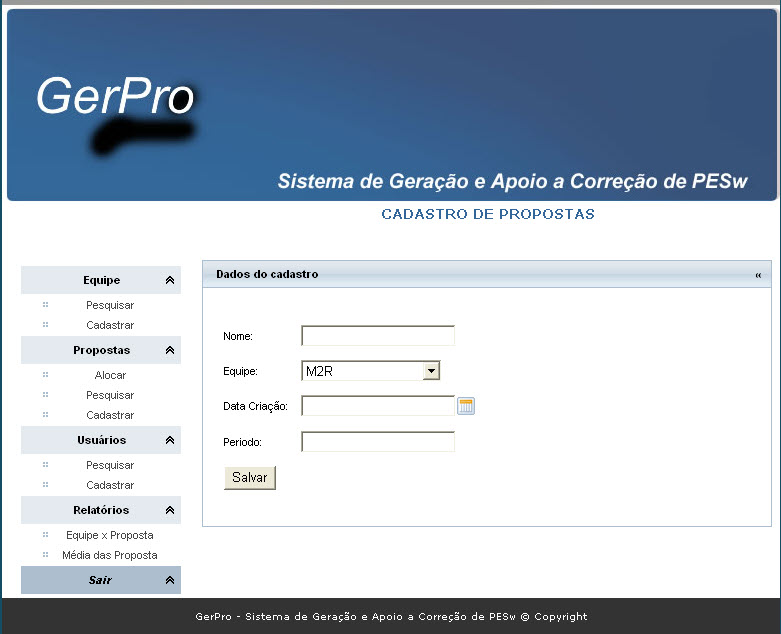 GerPro
Sistema de Geração e Apoio a Correção de PESw
CADASTRO DE PROPOSTAS
Equipe
Pesquisar
Cadastrar
Propostas
Alocar
Pesquisar
Cadastrar
Usuários
Pesquisar
Cadastrar
Relatórios
Equipe x Proposta
Média das Proposta
Sair
Dados do cadastro «
Nome:
Equipe: M2R
Data Criação:
Periodo:
Salvar
GerPro - Sistema de Geração e Apoio a Correção de PESw © Copyright